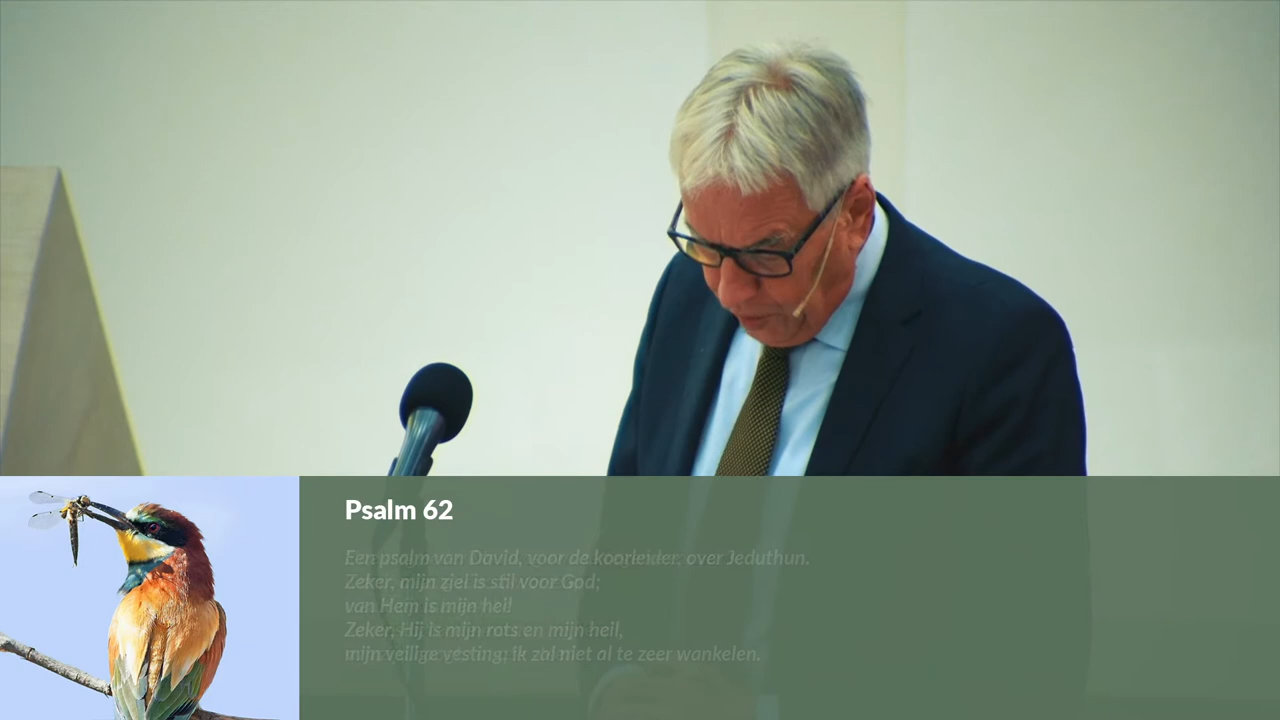 Psalm 62
Een psalm van David, voor de koorleider, over Jeduthun.
Zeker, mijn ziel is stil voor God;
van Hem is mijn heil
Zeker, Hij is mijn rots en mijn heil,
mijn veilige vesting; ik zal niet al te zeer wankelen.